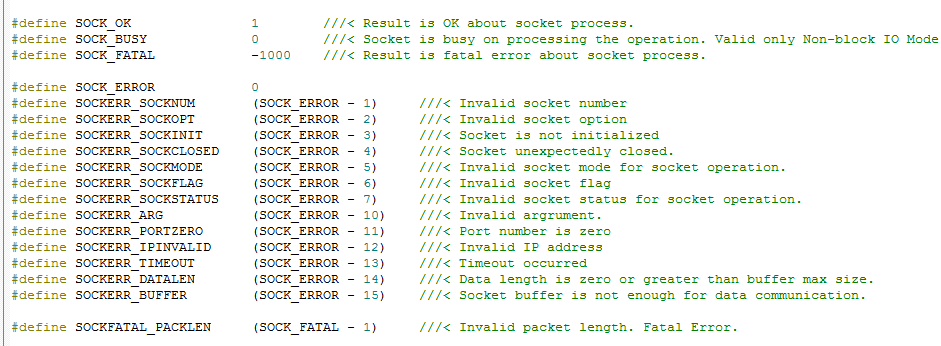 #define SOCK_OK 1 ///< Result is OK about socket process.
#define SOCK_BUSY 0 ///< Socket is busy on processing the operation. Valid only Non-block IO Mode
#define SOCK_FATAL -1000 ///< Result is fatal error about socket process.
#define SOCK_ERROR 0
#define SOCKERR_SOCKNUM (SOCK_ERROR - 1) ///< Invalid socket number
#define SOCKERR_SOCKOPT (SOCK_ERROR - 2) ///< Invalid socket option
#define SOCKERR_SOCKINIT (SOCK_ERROR - 3) ///< Socket is not initialized
#define SOCKERR_SOCKCLOSED (SOCK_ERROR - 4) ///< Socket unexpectedly closed.
#define SOCKERR_SOCKMODE (SOCK_ERROR - 5) ///< Invalid socket mode for socket operation.
#define SOCKERR_SOCKFLAG (SOCK_ERROR - 6) ///< Invalid socket flag
#define SOCKERR_SOCKSTATUS (SOCK_ERROR - 7) ///< Invalid socket status for socket operation.
#define SOCKERR_ARG (SOCK_ERROR - 10) ///< Invalid argrument.
#define SOCKERR_PORTZERO (SOCK_ERROR - 11) ///< Port number is zero
#define SOCKERR_IPINVALID (SOCK_ERROR - 12) ///< Invalid IP address
#define SOCKERR_TIMEOUT (SOCK_ERROR - 13) ///< Timeout occurred
#define SOCKERR_DATALEN (SOCK_ERROR - 14) ///< Data length is zero or greater than buffer max size.
#define SOCKERR_BUFFER (SOCK_ERROR - 15) ///< Socket buffer is not enough for data communication.
#define SOCKFATAL_PACKLEN (SOCK_FATAL - 1) ///< Invalid packet length. Fatal Error.